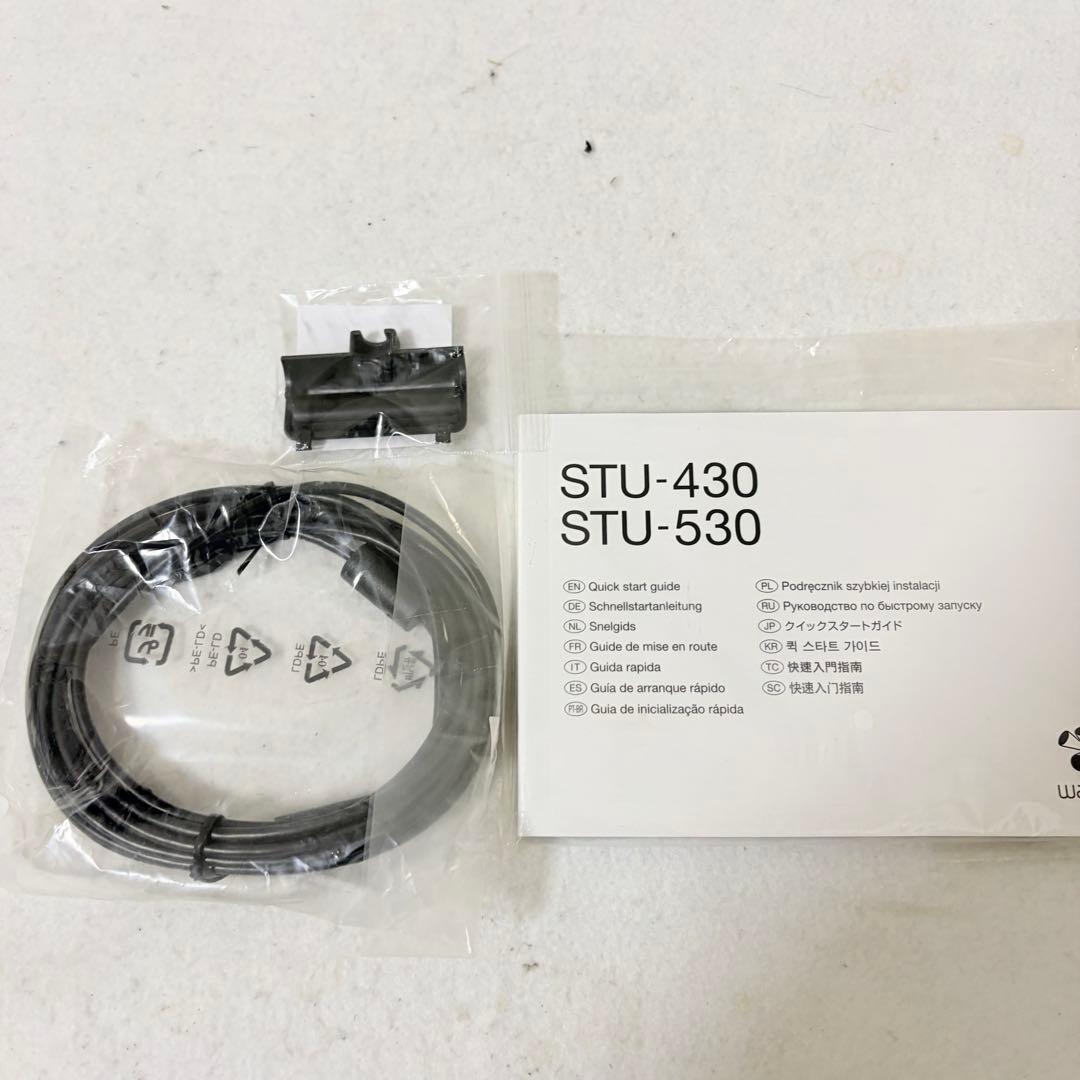 STU-430
STU-530
EN Quick start guide
DE Schnellstartanleitung
NL Snelgids
FR Guide de mise en route
IT Guida rapida
ES Guía de arranque rápido
PT-BR Guia de inicialização rápida
PL Podręcznik szybkiej instalacji
RU Руководство по быстрому запуску
JP クイックスタートガイド
KR 퀵 스타트 가이드
TC 快速入門指南
SC 快速入门指南
PE
>PE-LD<
PE-LD
LDPE
LDPE